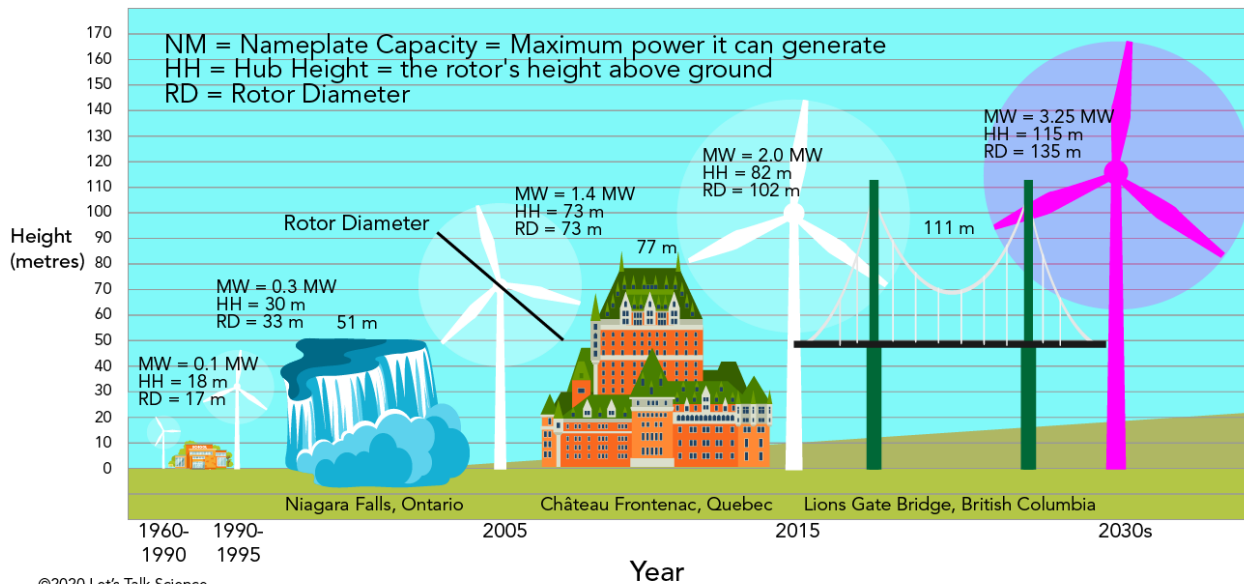 NM = Nameplate Capacity = Maximum power it can generate
HH = Hub Height = the rotor's height above ground
RD = Rotor Diameter
Height
(metres)
170
160
150
140
130
120
110
100
90
80
70
60
50
40
30
20
10
0
MW = 0.1 MW
HH = 18 m
RD = 17 m
MW = 0.3 MW
HH = 30 m
RD = 33 m
51 m
Rotor Diameter
MW = 1.4 MW
HH = 73 m
RD = 73 m
77 m
MW = 2.0 MW
HH = 82 m
RD = 102 m
111 m
MW = 3.25 MW
HH = 115 m
RD = 135 m
Niagara Falls, Ontario
Château Frontenac, Quebec
Lions Gate Bridge, British Columbia
1960-
1990
1990-
1995
2005
2015
2030s
Year
©2020 Let's Talk Science